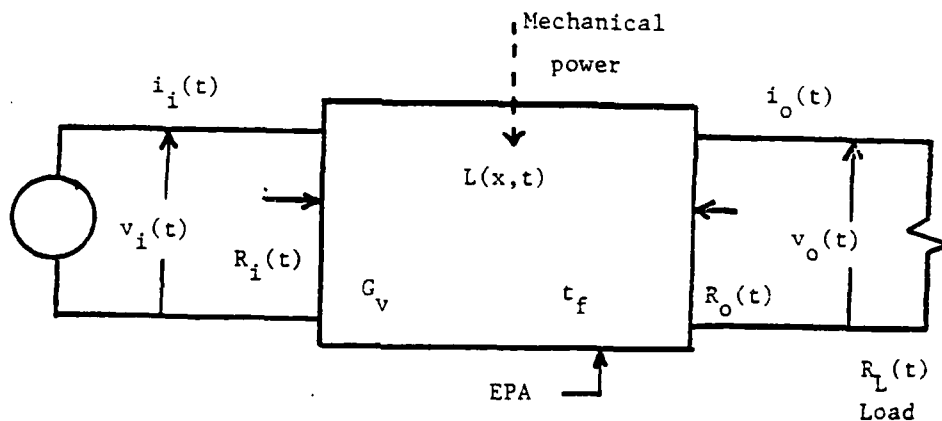 Mechanical
power
i_i(t)
i_o(t)
L(x,t)
v_i(t)
v_o(t)
R_i(t)
G_v
t_f
R_o(t)
EPA
R_L(t)
Load